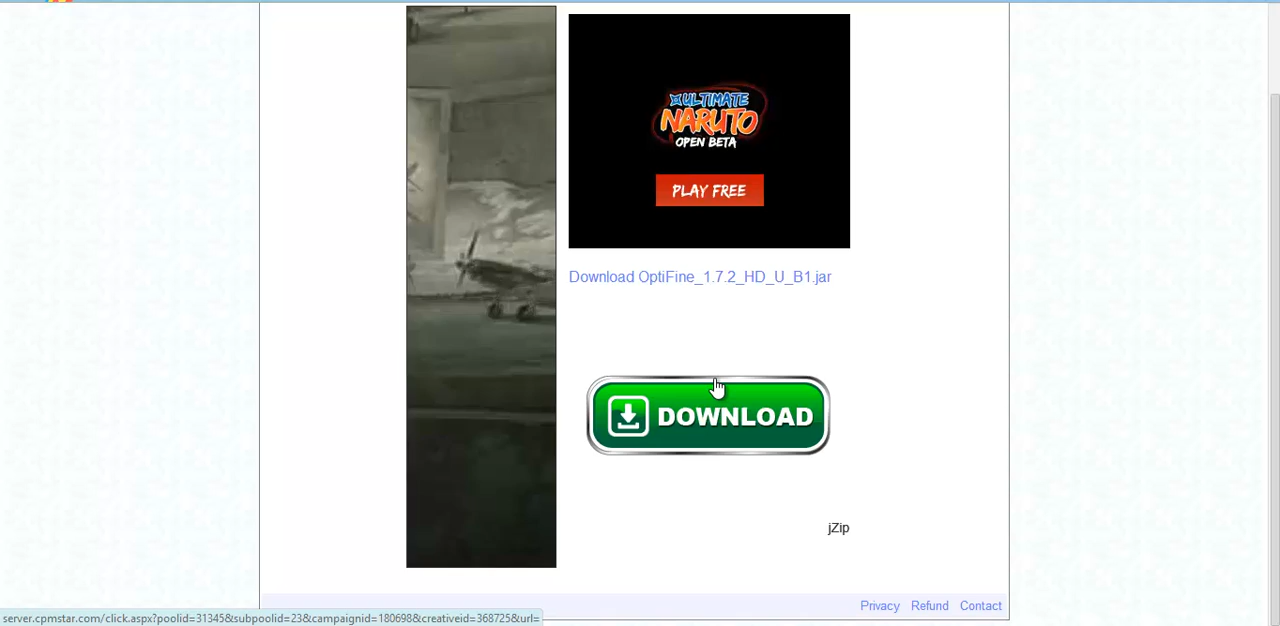 ULTIMATE
NARUTO
OPEN BETA
PLAY FREE
Download OptiFine_1.7.2_HD_U_B1.jar
DOWNLOAD
jZip
Privacy Refund Contact
server.cpmstar.com/click.aspx?poolid=31345&subpoolid=23&campaignid=180698&creativeid=368725&url=